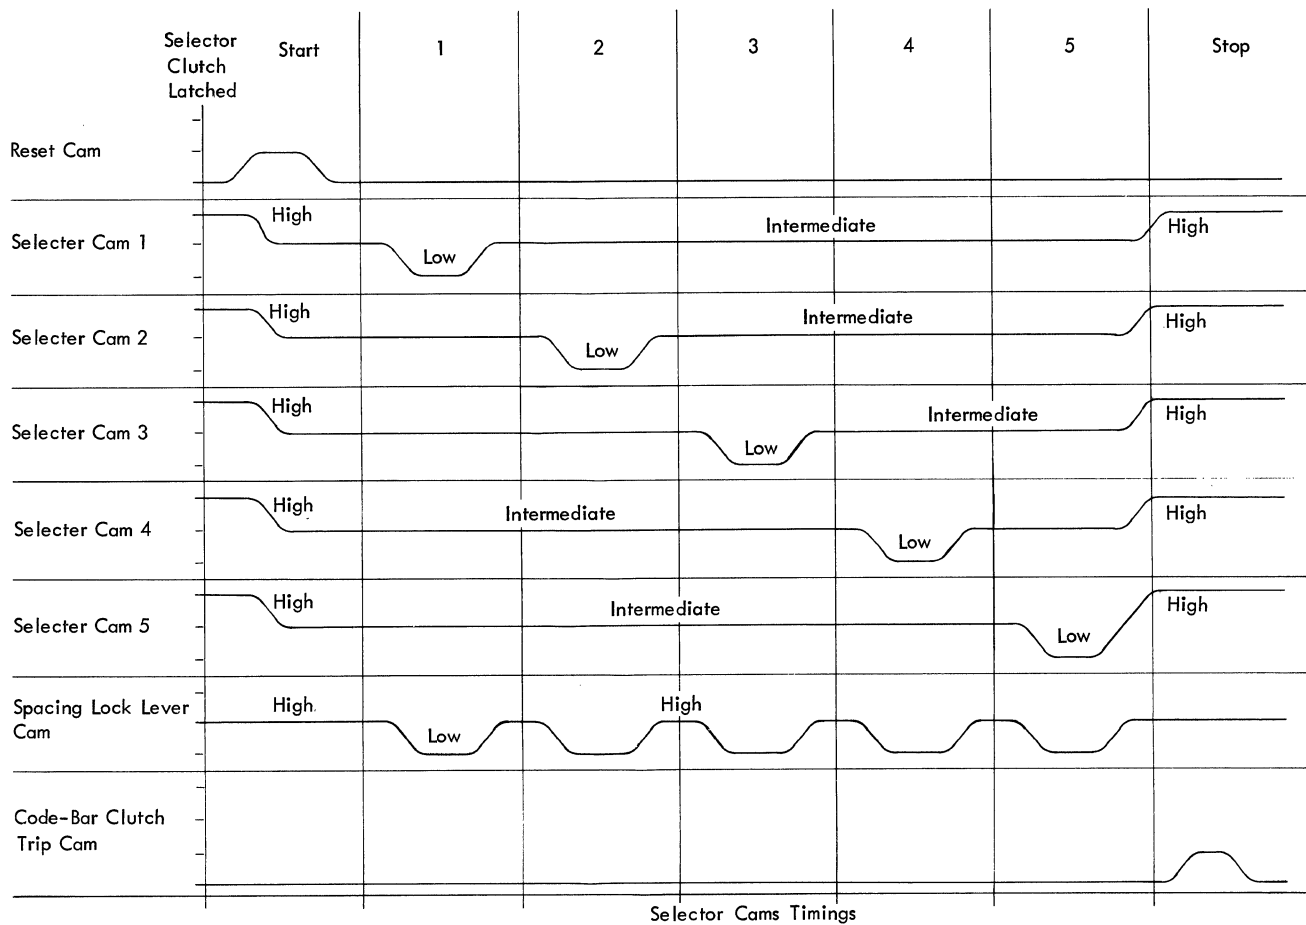 Selector
Clutch
Latched
Start
1
2
3
4
5
Stop
Reset Cam
Selecter Cam 1
High
Low
Intermediate
High
Selecter Cam 2
High
Low
Intermediate
High
Selecter Cam 3
High
Low
Intermediate
High
Selecter Cam 4
High
Intermediate
Low
High
Selecter Cam 5
High
Intermediate
Low
High
Spacing Lock Lever
Cam
High
Low
High
Code-Bar Clutch
Trip Cam
Selector Cams Timings